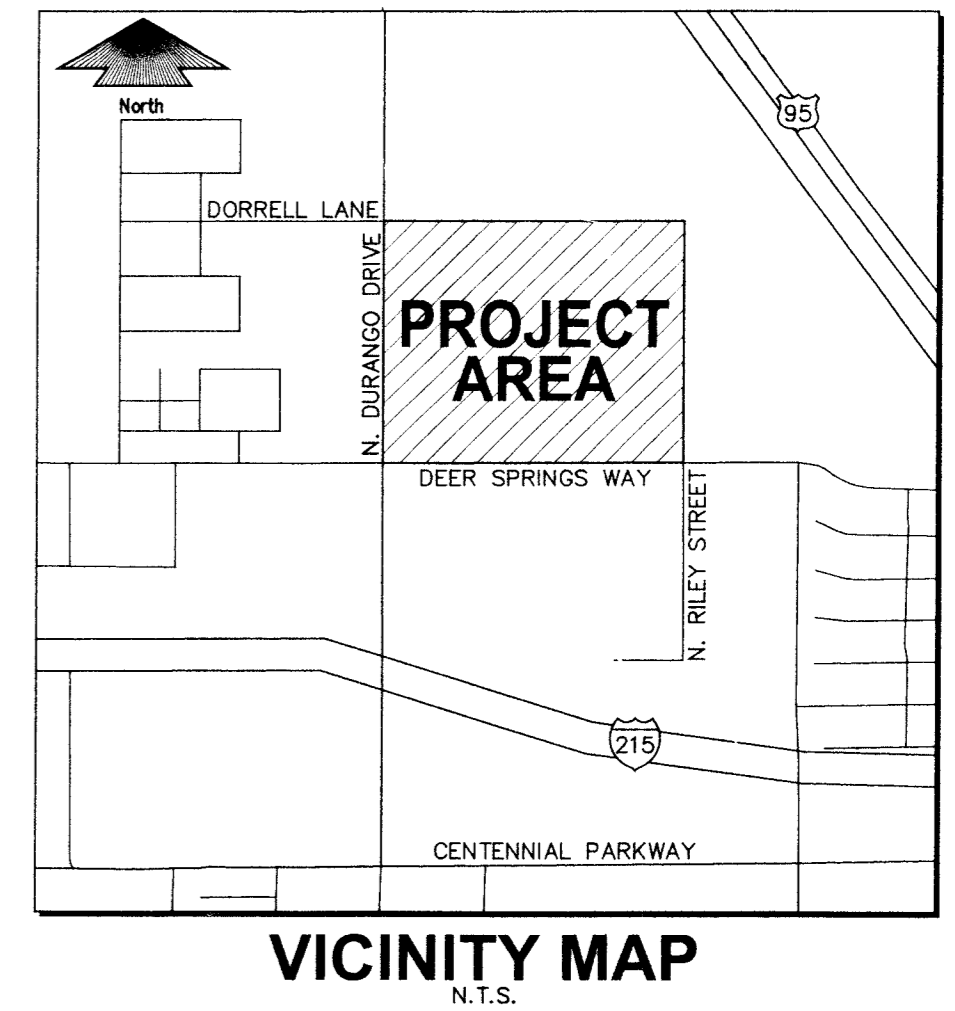 North
95
DORRELL LANE
N. DURANGO DRIVE
PROJECT
AREA
DEER SPRINGS WAY
N. RILEY STREET
215
CENTENNIAL PARKWAY
VICINITY MAP
N.T.S.